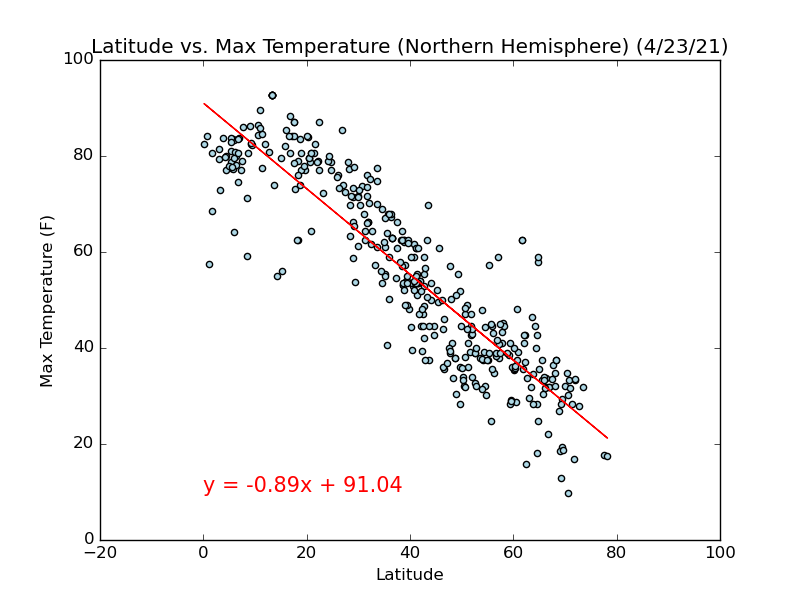 Latitude vs. Max Temperature (Northern Hemisphere) (4/23/21)
100
80
60
40
20
0
Max Temperature (F)
y = -0.89x + 91.04
−20 0 20 40 60 80 100
Latitude